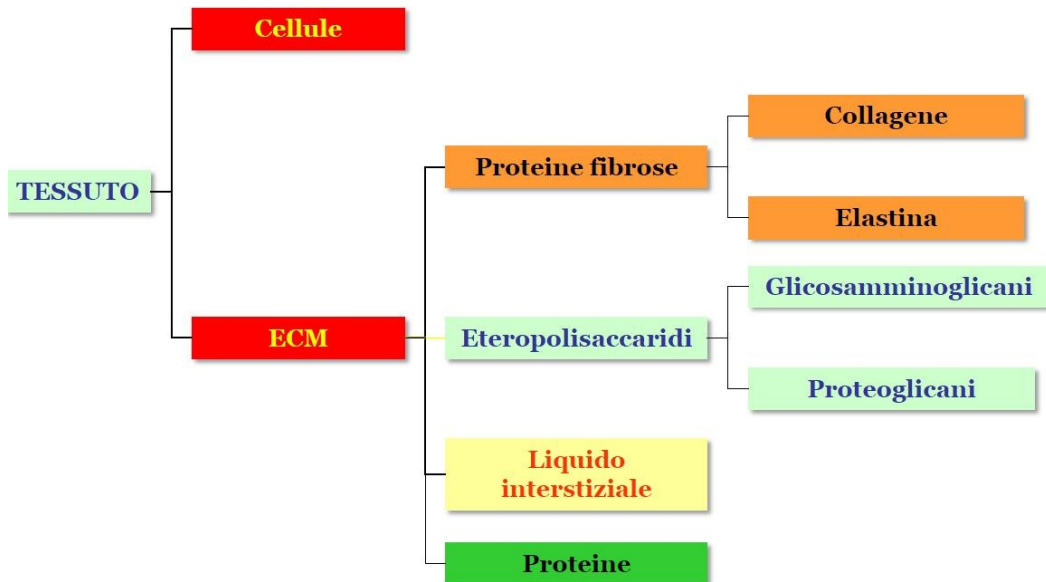 Cellule
TESSUTO
ECM
Proteine fibrose
Collagene
Elastina
Eteropolisaccaridi
Glicosamminoglicani
Proteoglicani
Liquido
interstiziale
Proteine